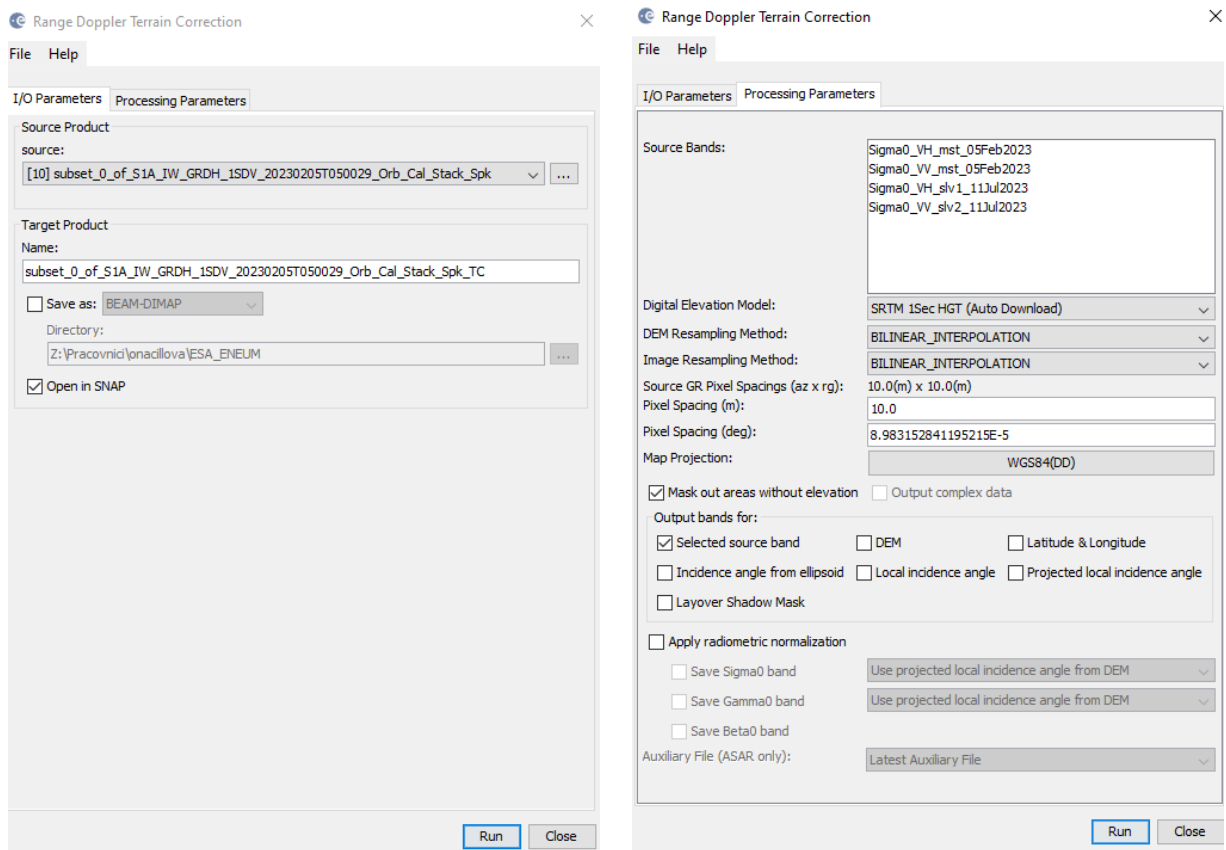 Range Doppler Terrain Correction
File Help
I/O Parameters Processing Parameters
Source Product
source:
[10] subset_0_of_S1A_IW_GRDH_1SDV_20230205T050029_Orb_Cal_Stack_Spk ...
Target Product
Name:
subset_0_of_S1A_IW_GRDH_1SDV_20230205T050029_Orb_Cal_Stack_Spk_TC
Save as: BEAM-DIMAP
Directory:
Z:\Pracovnici\onacillova\ESA_ENEUM ...
Open in SNAP
Run Close
Range Doppler Terrain Correction
File Help
I/O Parameters Processing Parameters
Source Bands:
Sigma0_VH_mst_05Feb2023
Sigma0_VV_mst_05Feb2023
Sigma0_VH_slv1_11Jul2023
Sigma0_VV_slv2_11Jul2023
Digital Elevation Model: SRTM 1Sec HGT (Auto Download)
DEM Resampling Method: BILINEAR_INTERPOLATION
Image Resampling Method: BILINEAR_INTERPOLATION
Source GR Pixel Spacings (az x rg): 10.0(m) x 10.0(m)
Pixel Spacing (m): 10.0
Pixel Spacing (deg): 8.983152841195215E-5
Map Projection: WGS84(DD)
Mask out areas without elevation Output complex data
Output bands for:
Selected source band DEM Latitude & Longitude
Incidence angle from ellipsoid Local incidence angle Projected local incidence angle
Layover Shadow Mask
Apply radiometric normalization
Save Sigma0 band Use projected local incidence angle from DEM
Save Gamma0 band Use projected local incidence angle from DEM
Save Beta0 band
Auxiliary File (ASAR only): Latest Auxiliary File
Run Close